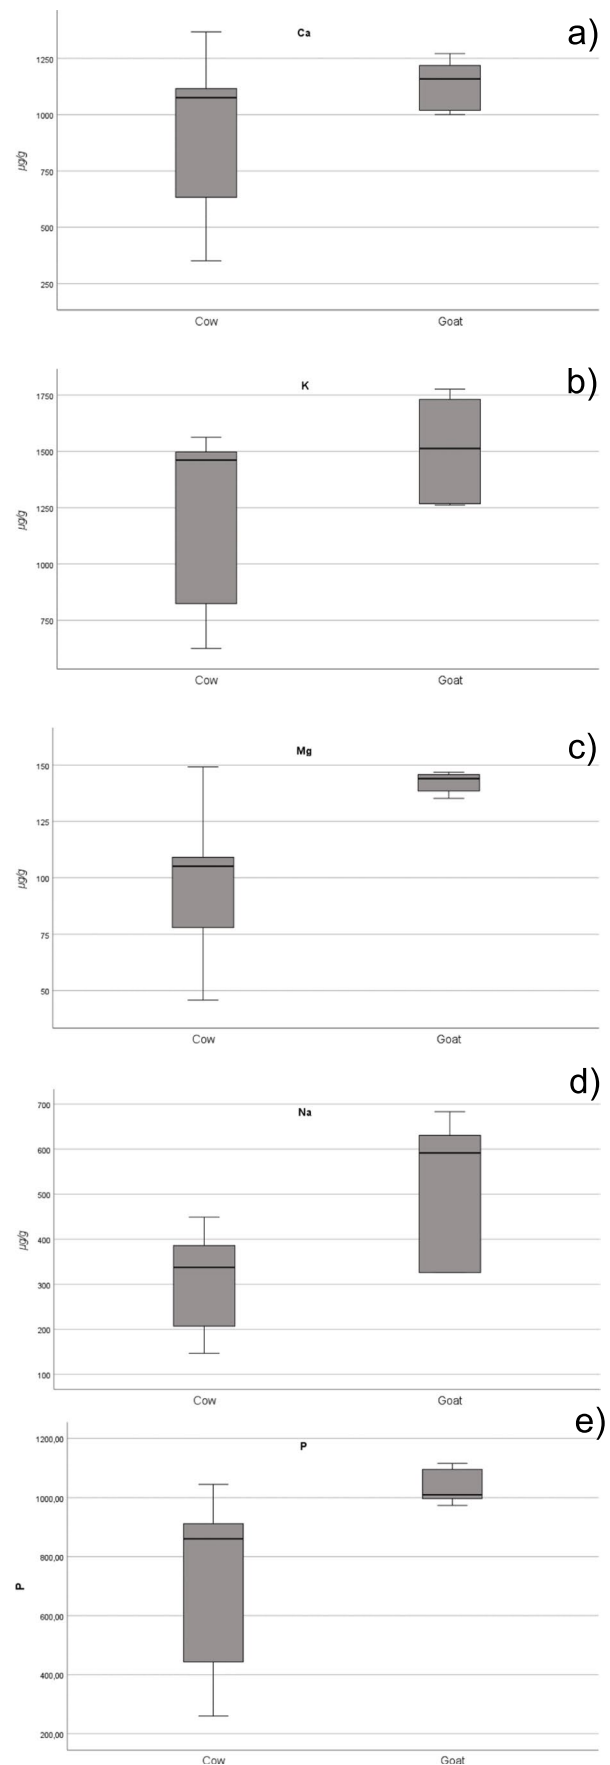 Ca
a)
1250
1000
750
500
250
µg/g
Cow Goat
K
b)
1750
1500
1250
1000
750
µg/g
Cow Goat
Mg
c)
150
125
100
75
50
µg/g
Cow Goat
d)
Na
700
600
500
400
300
200
100
µg/g
Cow Goat
e)
P
1200,00
1000,00
800,00
600,00
400,00
200,00
P
Cow Goat